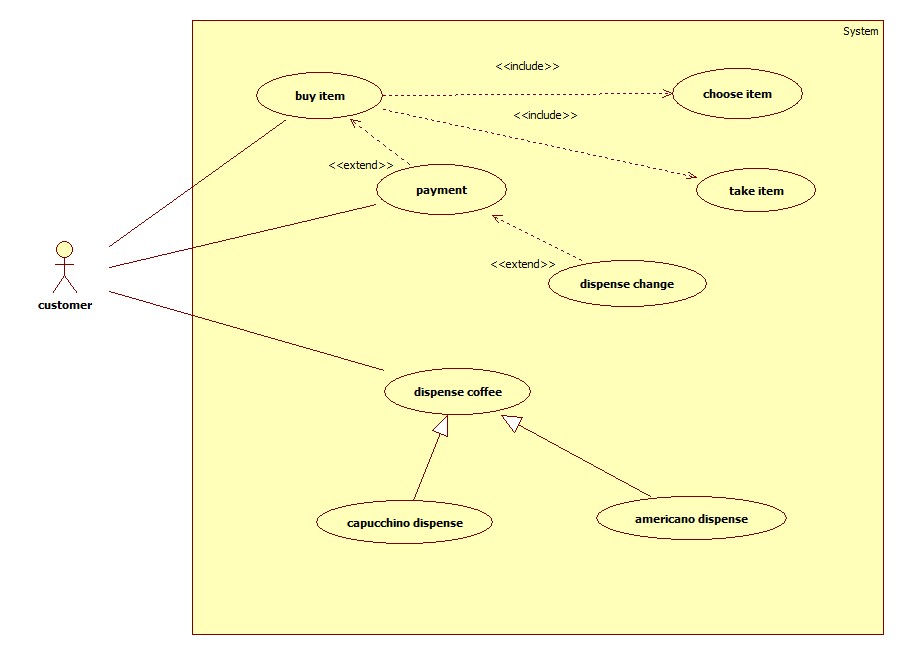 System
<<include>>
buy item
choose item
<<include>>
<<extend>>
payment
take item
<<extend>>
dispense change
customer
dispense coffee
capucchino dispense
americano dispense